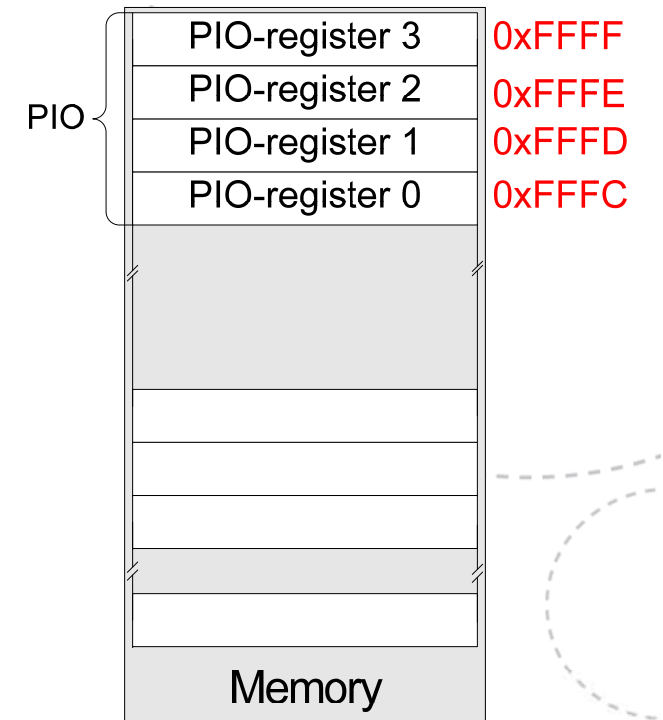 PIO-register 3 0xFFFF
PIO-register 2 0xFFFE
PIO
PIO-register 1 0xFFFD
PIO-register 0 0xFFFC
Memory